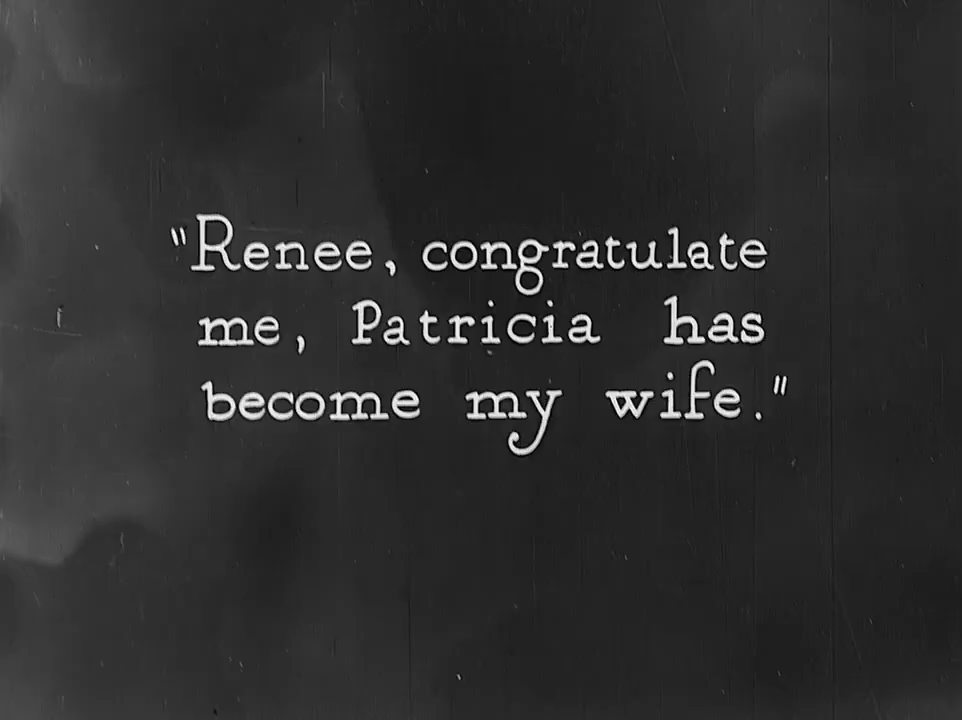 "Renee, congratulate
me, Patricia has
become my wife."